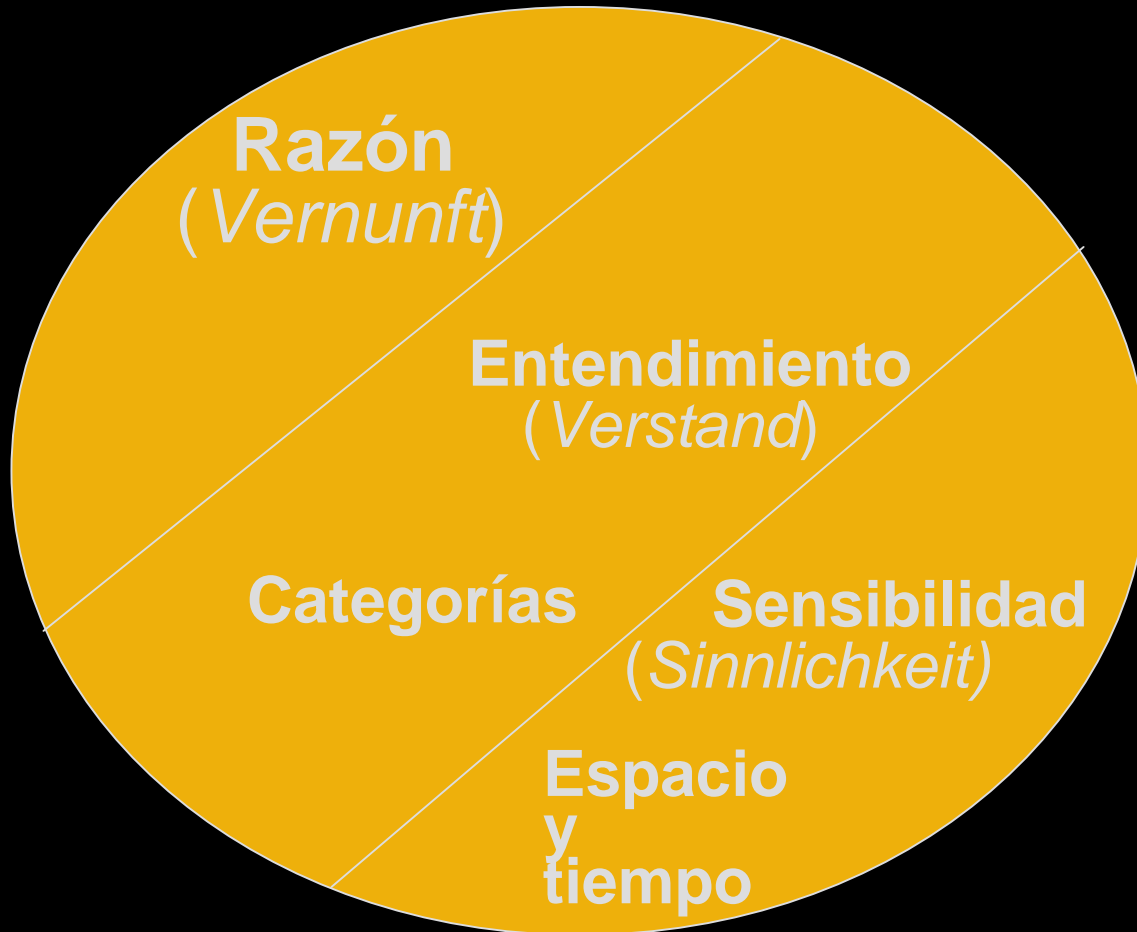 Razón
(Vernunft)
Entendimiento
(Verstand)
Categorías
Sensibilidad
(Sinnlichkeit)
Espacio
y
tiempo